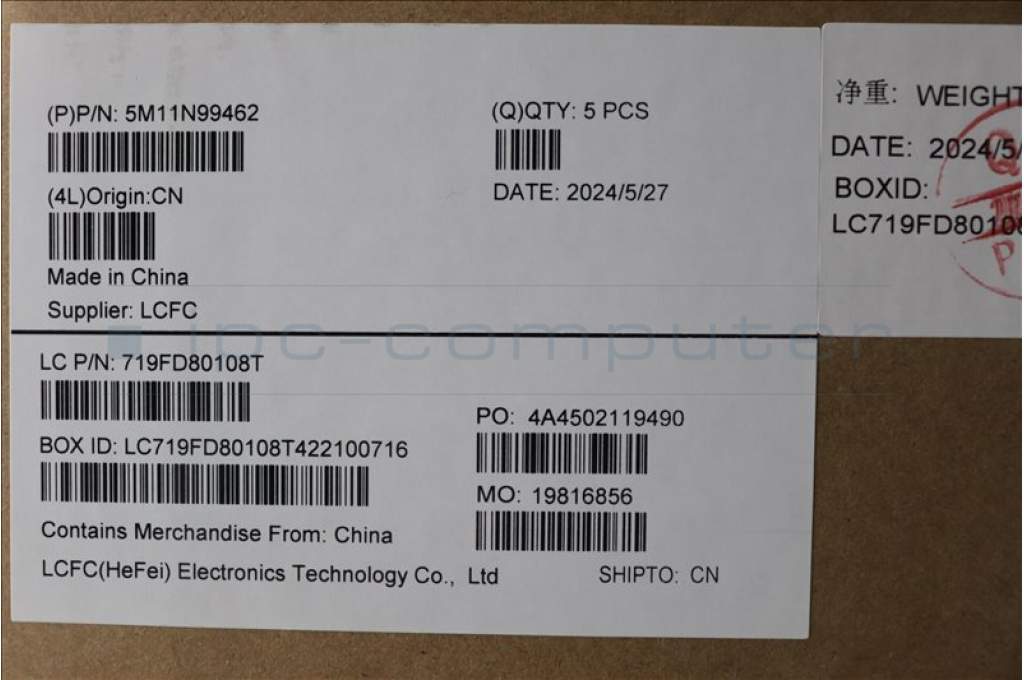 (P)P/N: 5M11N99462
(Q)QTY: 5 PCS
(4L)Origin:CN
DATE: 2024/5/27
Made in China
Supplier: LCFC
LC P/N: 719FD80108T
PO: 4A4502119490
BOX ID: LC719FD80108T422100716
MO: 19816856
Contains Merchandise From: China
LCFC(HeFei) Electronics Technology Co., Ltd
SHIPTO: CN
净重: WEIGHT
DATE: 2024/5/
BOXID:
LC719FD80108
Q
P
ipc-computer